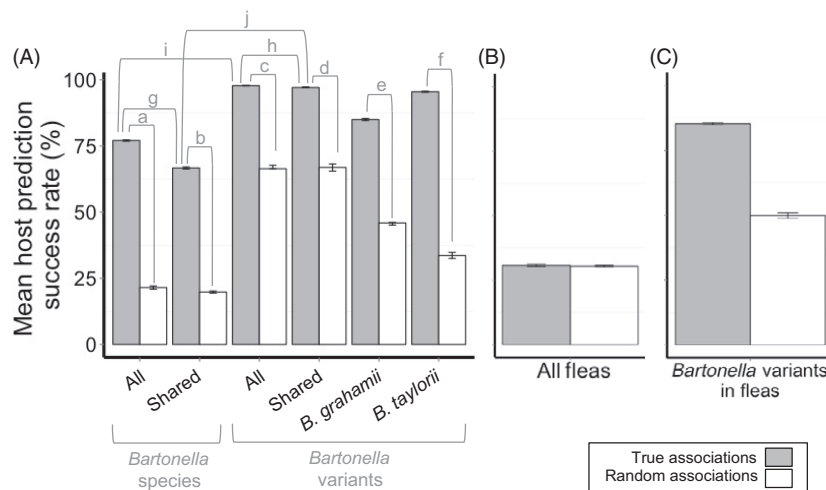 (A)
(B)
(C)
j
i
h
g
c
d
e
f
a
b
100
75
50
25
0
Mean host prediction
success rate (%)
All
Shared
All
Shared
B. grahamii
B. taylorii
Bartonella
species
Bartonella
variants
All fleas
Bartonella variants
in fleas
True associations
Random associations